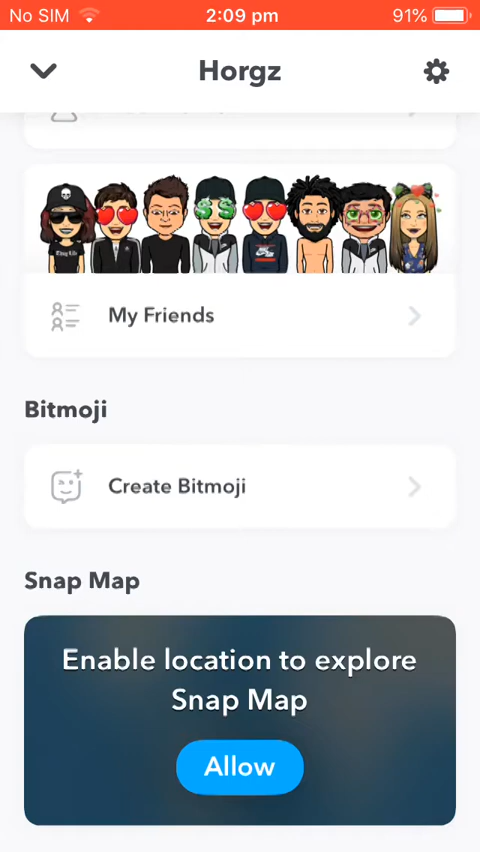 No SIM 2:09 pm 91%
Horgz
My Friends
Bitmoji
Create Bitmoji
Snap Map
Enable location to explore
Snap Map
Allow